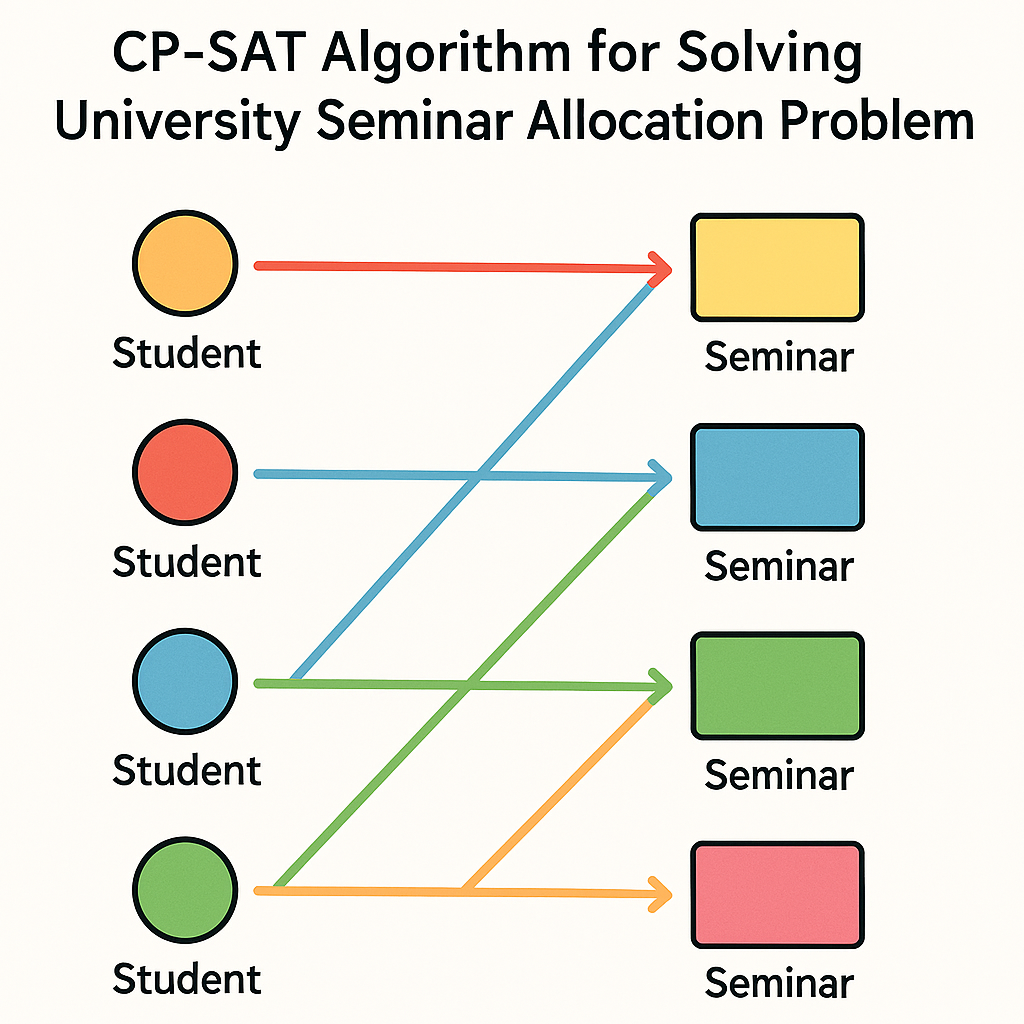 CP-SAT Algorithm for Solving
University Seminar Allocation Problem
Student
Seminar
Student
Seminar
Student
Seminar
Student
Seminar